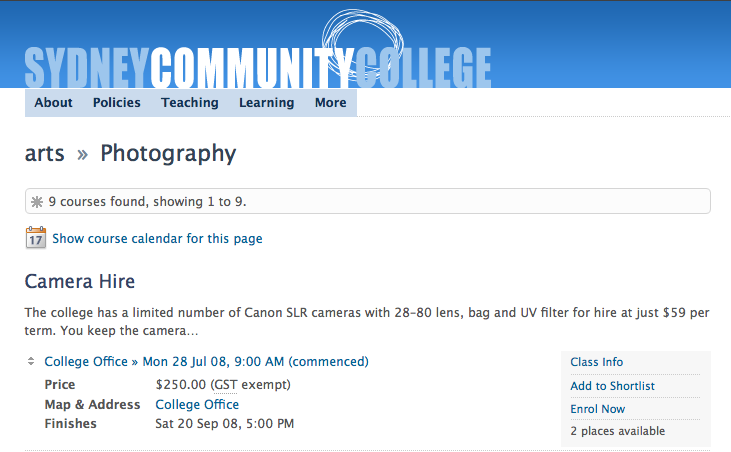 SYDNEYCOMMUNITYCOLLEGE
About Policies Teaching Learning More
arts » Photography
9 courses found, showing 1 to 9.
17 Show course calendar for this page
Camera Hire
The college has a limited number of Canon SLR cameras with 28-80 lens, bag and UV filter for hire at just $59 per
term. You keep the camera...
College Office » Mon 28 Jul 08, 9:00 AM (commenced)
Price $250.00 (GST exempt)
Map & Address College Office
Finishes Sat 20 Sep 08, 5:00 PM
Class Info
Add to Shortlist
Enrol Now
2 places available